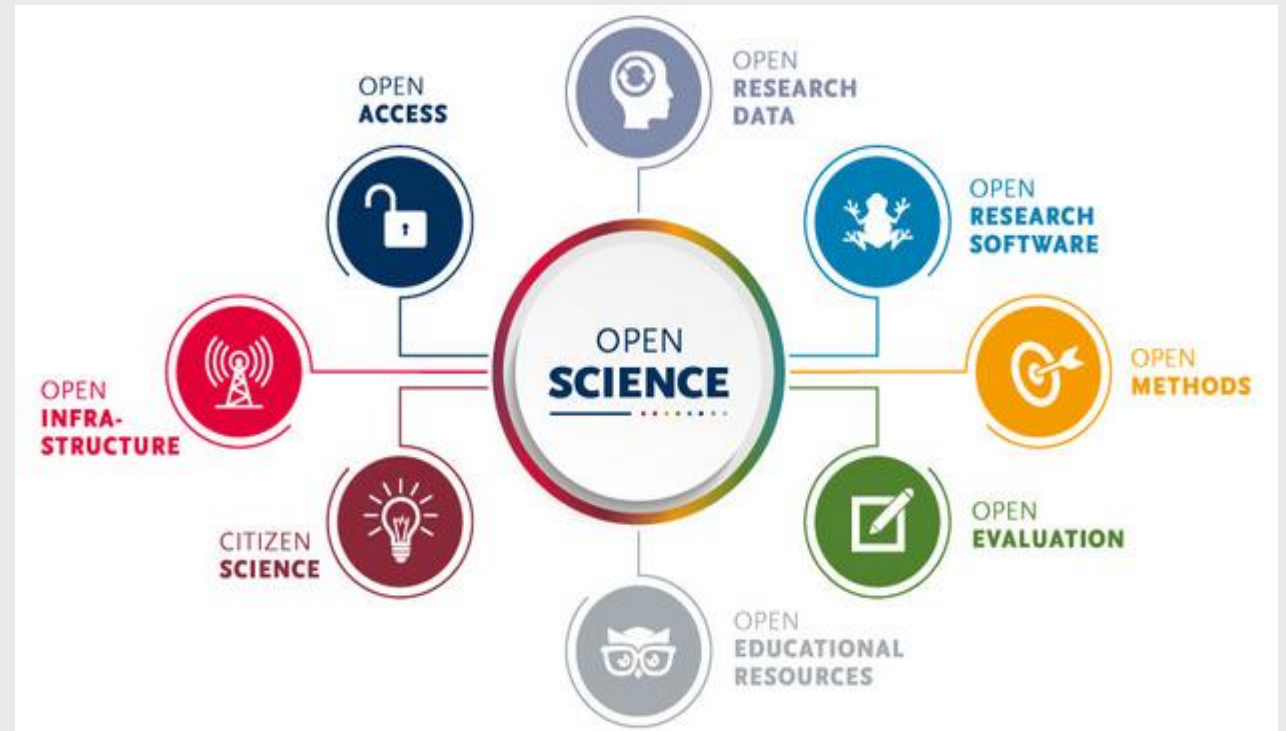 OPEN
RESEARCH
DATA
OPEN
ACCESS
OPEN
RESEARCH
SOFTWARE
OPEN
SCIENCE
OPEN
METHODS
OPEN
INFRA-
STRUCTURE
OPEN
EVALUATION
CITIZEN
SCIENCE
OPEN
EDUCATIONAL
RESOURCES